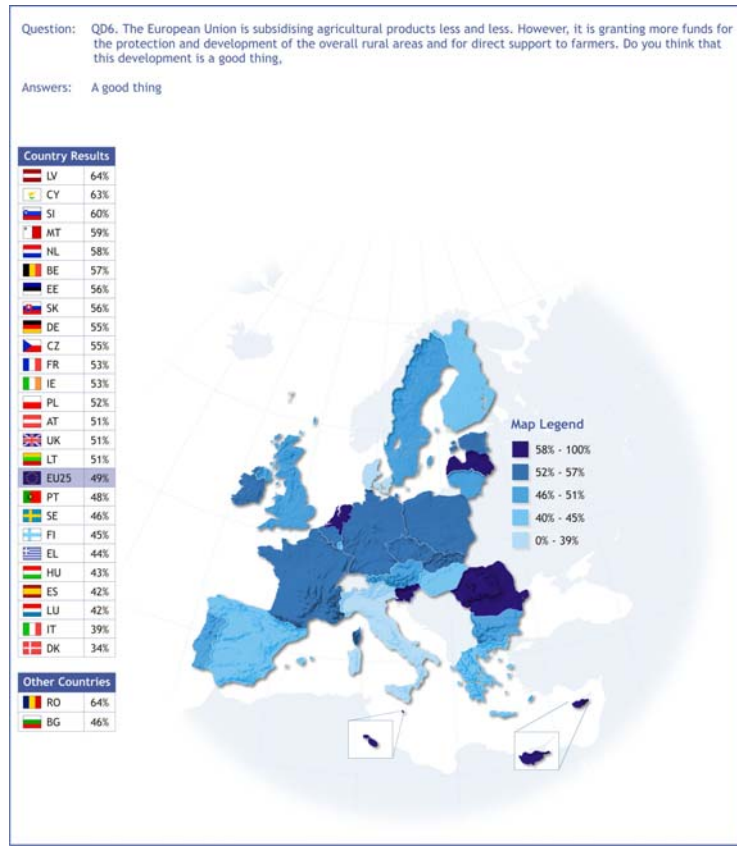 Question: QD6. The European Union is subsidising agricultural products less and less. However, it is granting more funds for
the protection and development of the overall rural areas and for direct support to farmers. Do you think that
this development is a good thing,
Answers: A good thing
Country Results
LV 64%
CY 63%
SI 60%
MT 59%
NL 58%
BE 57%
EE 56%
SK 56%
DE 55%
CZ 55%
FR 53%
IE 53%
PL 52%
AT 51%
UK 51%
LT 51%
EU25 49%
PT 48%
SE 46%
FI 45%
EL 44%
HU 43%
ES 42%
LU 42%
IT 39%
DK 34%
Other Countries
RO 64%
BG 46%
Map Legend
58% - 100%
52% - 57%
46% - 51%
40% - 45%
0% - 39%